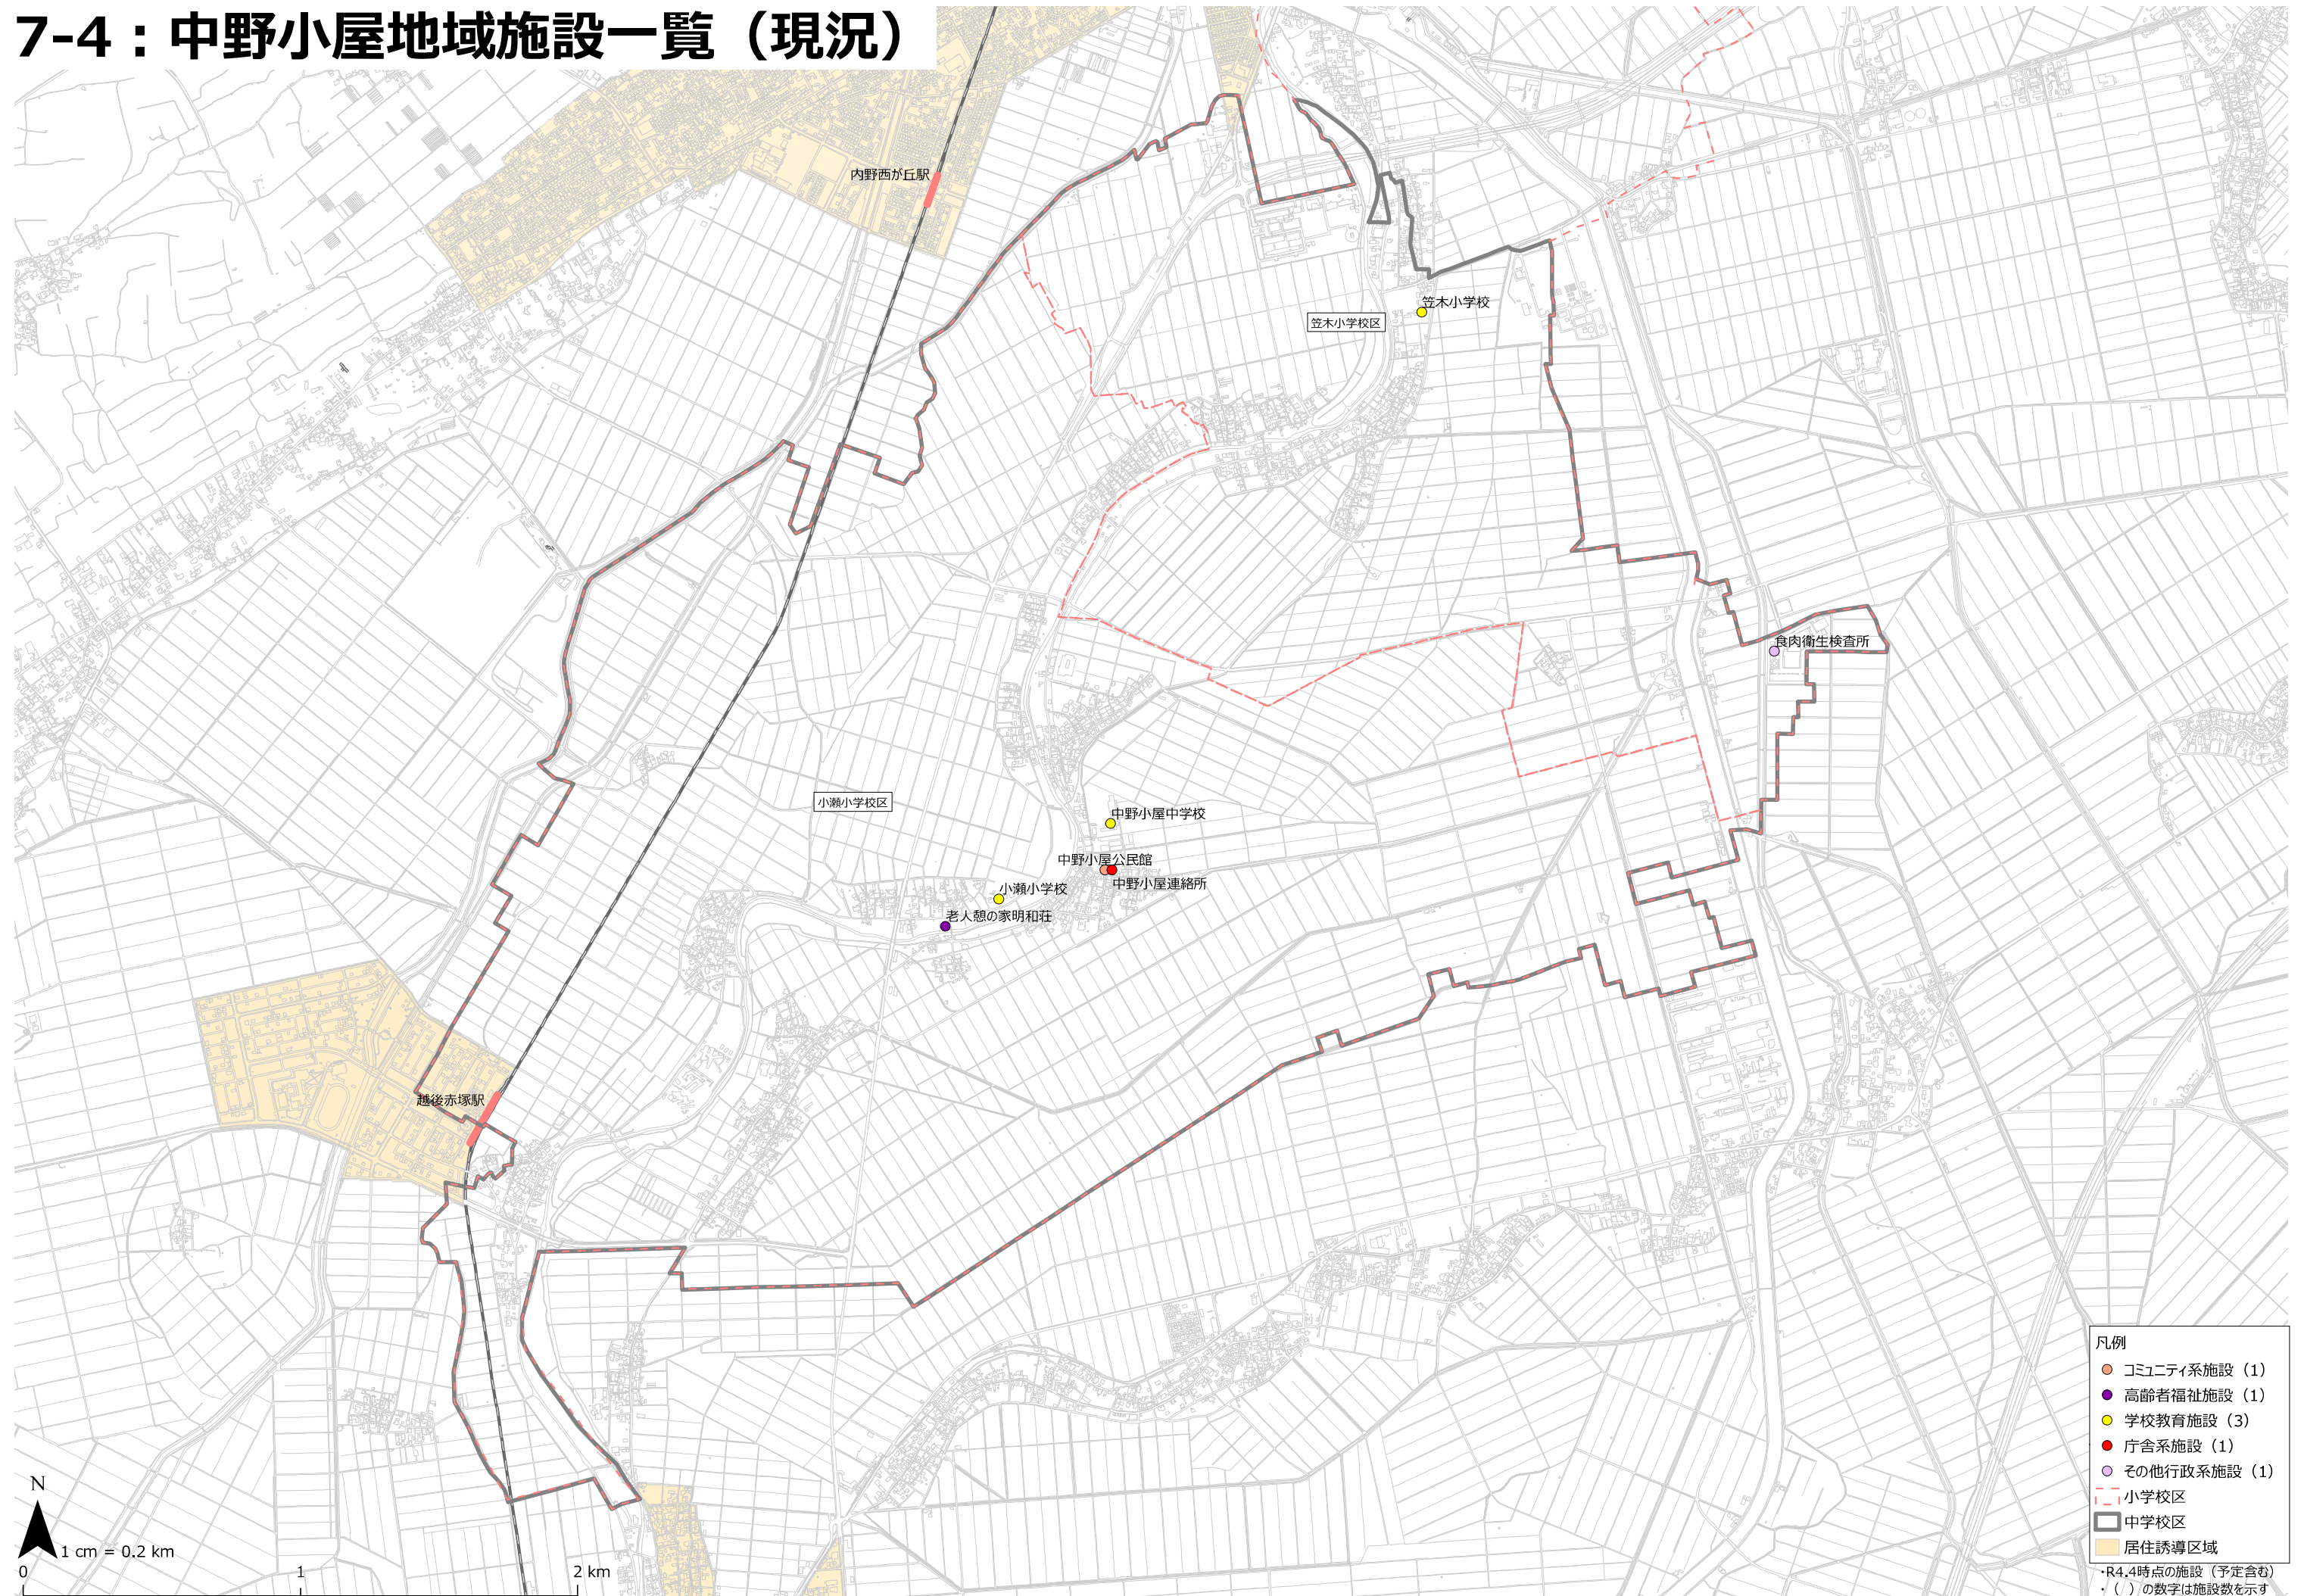 7-4：中野小屋地域施設一覧（現況）
内野西が丘駅
笠木小学校
笠木小学校区
食肉衛生検査所
小瀬小学校区
中野小屋中学校
中野小屋公民館
中野小屋連絡所
小瀬小学校
老人憩の家明和荘
越後赤塚駅
凡例
コミュニティ系施設（1）
高齢者福祉施設（1）
学校教育施設（3）
庁舎系施設（1）
その他行政系施設（1）
小学校区
中学校区
居住誘導区域
・R4.4時点の施設（予定含む）
・（ ）の数字は施設数を示す
N
1 cm = 0.2 km
0 1 2 km